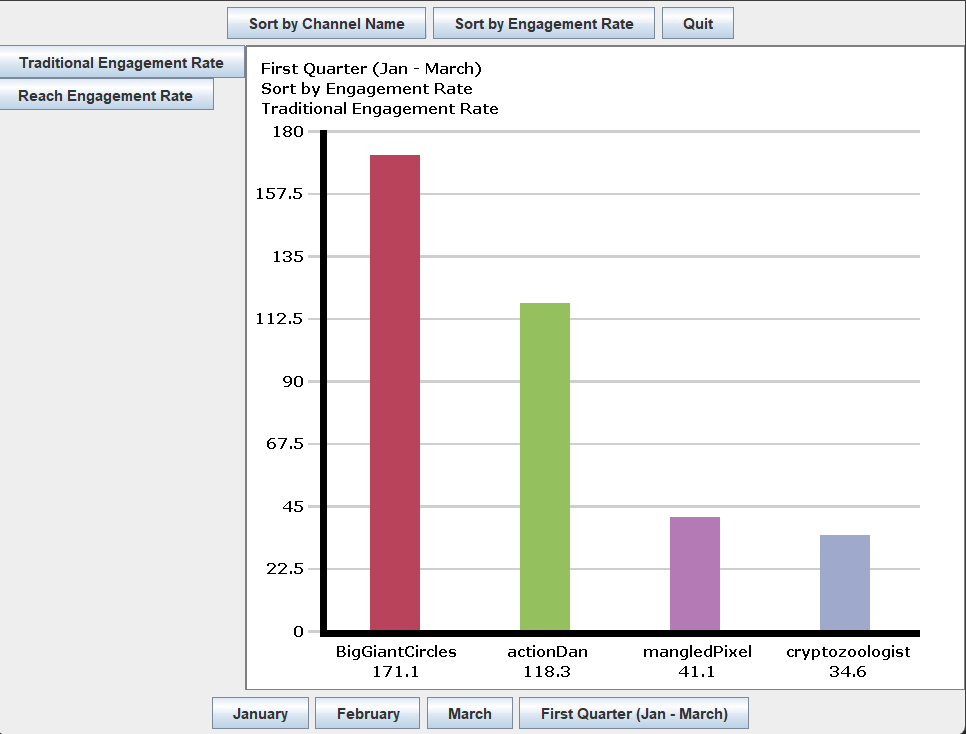 Sort by Channel Name Sort by Engagement Rate Quit
Traditional Engagement Rate
Reach Engagement Rate
First Quarter (Jan - March)
Sort by Engagement Rate
Traditional Engagement Rate
180
157.5
135
112.5
90
67.5
45
22.5
0
BigGiantCircles actionDan mangledPixel cryptozoologist
171.1 118.3 41.1 34.6
January February March First Quarter (Jan - March)